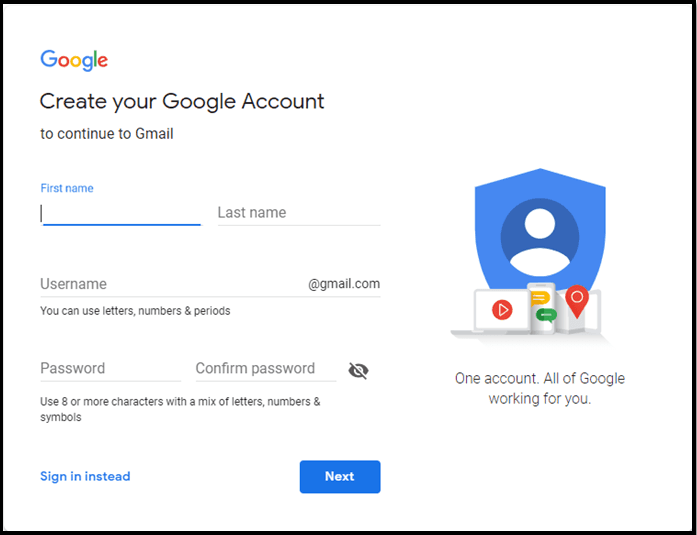 Google
Create your Google Account
to continue to Gmail
First name
Last name
Username @gmail.com
You can use letters, numbers & periods
Password Confirm password
Use 8 or more characters with a mix of letters, numbers &
symbols
Sign in instead Next
One account. All of Google
working for you.